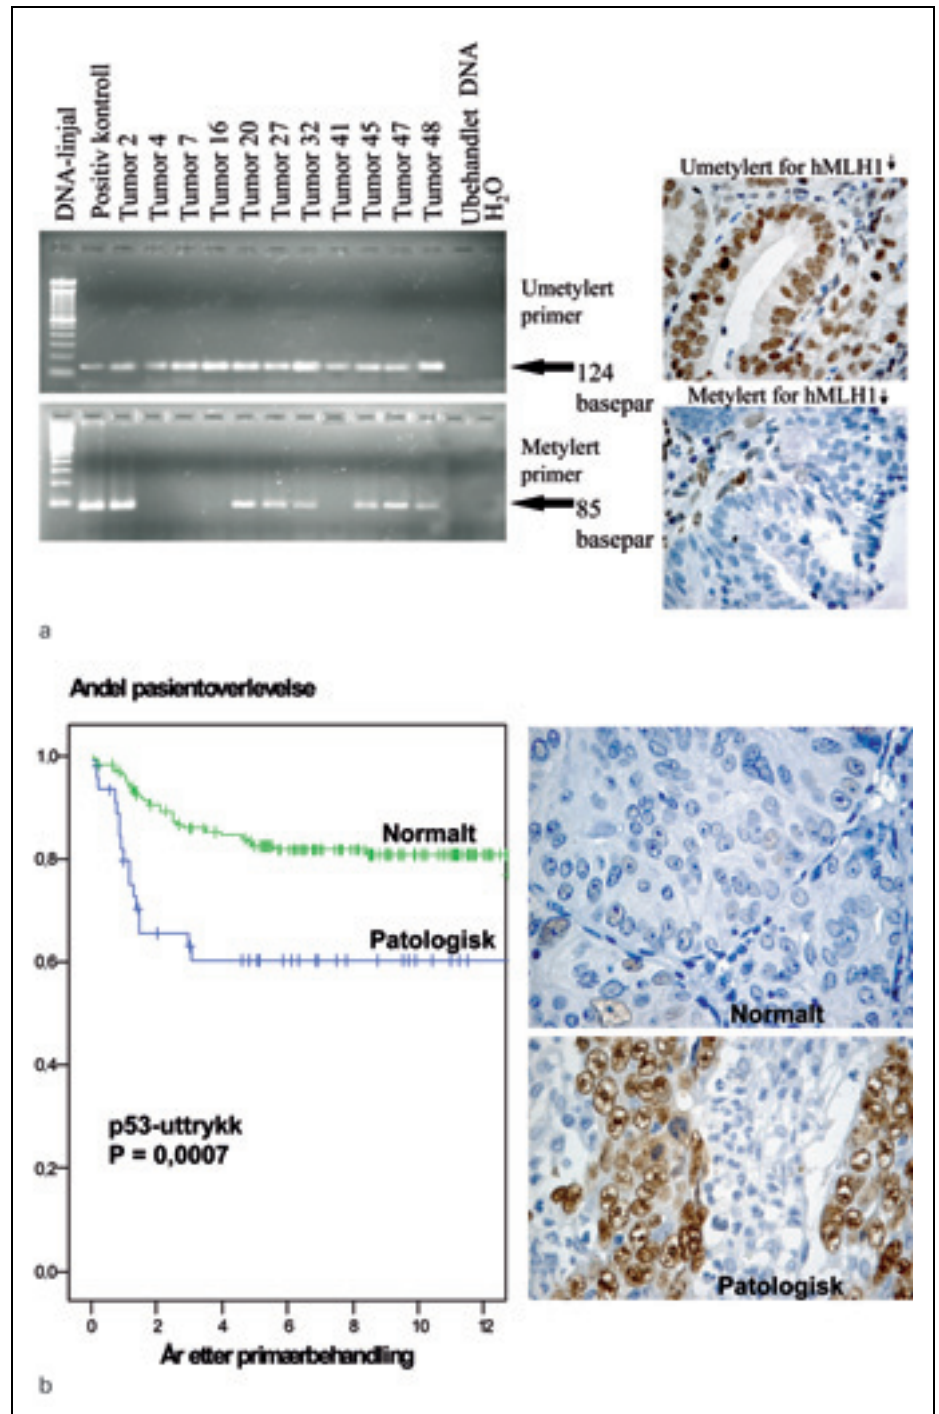 DNA-linjal
Positiv kontroll
Tumor 2
Tumor 4
Tumor 7
Tumor 16
Tumor 20
Tumor 27
Tumor 32
Tumor 41
Tumor 45
Tumor 47
Tumor 48
Ubehandlet DNA
H₂O
Umetylert
primer
124
basepar
Metylert
primer
85
basepar
Umetylert for hMLH1
Metylert for hMLH1
a
Andel pasientoverlevelse
1,0
0,8
0,6
0,4
0,2
0,0
Normalt
Patologisk
p53-uttrykk
P = 0,0007
0 2 4 6 8 10 12
År etter primærbehandling
Normalt
Patologisk
b